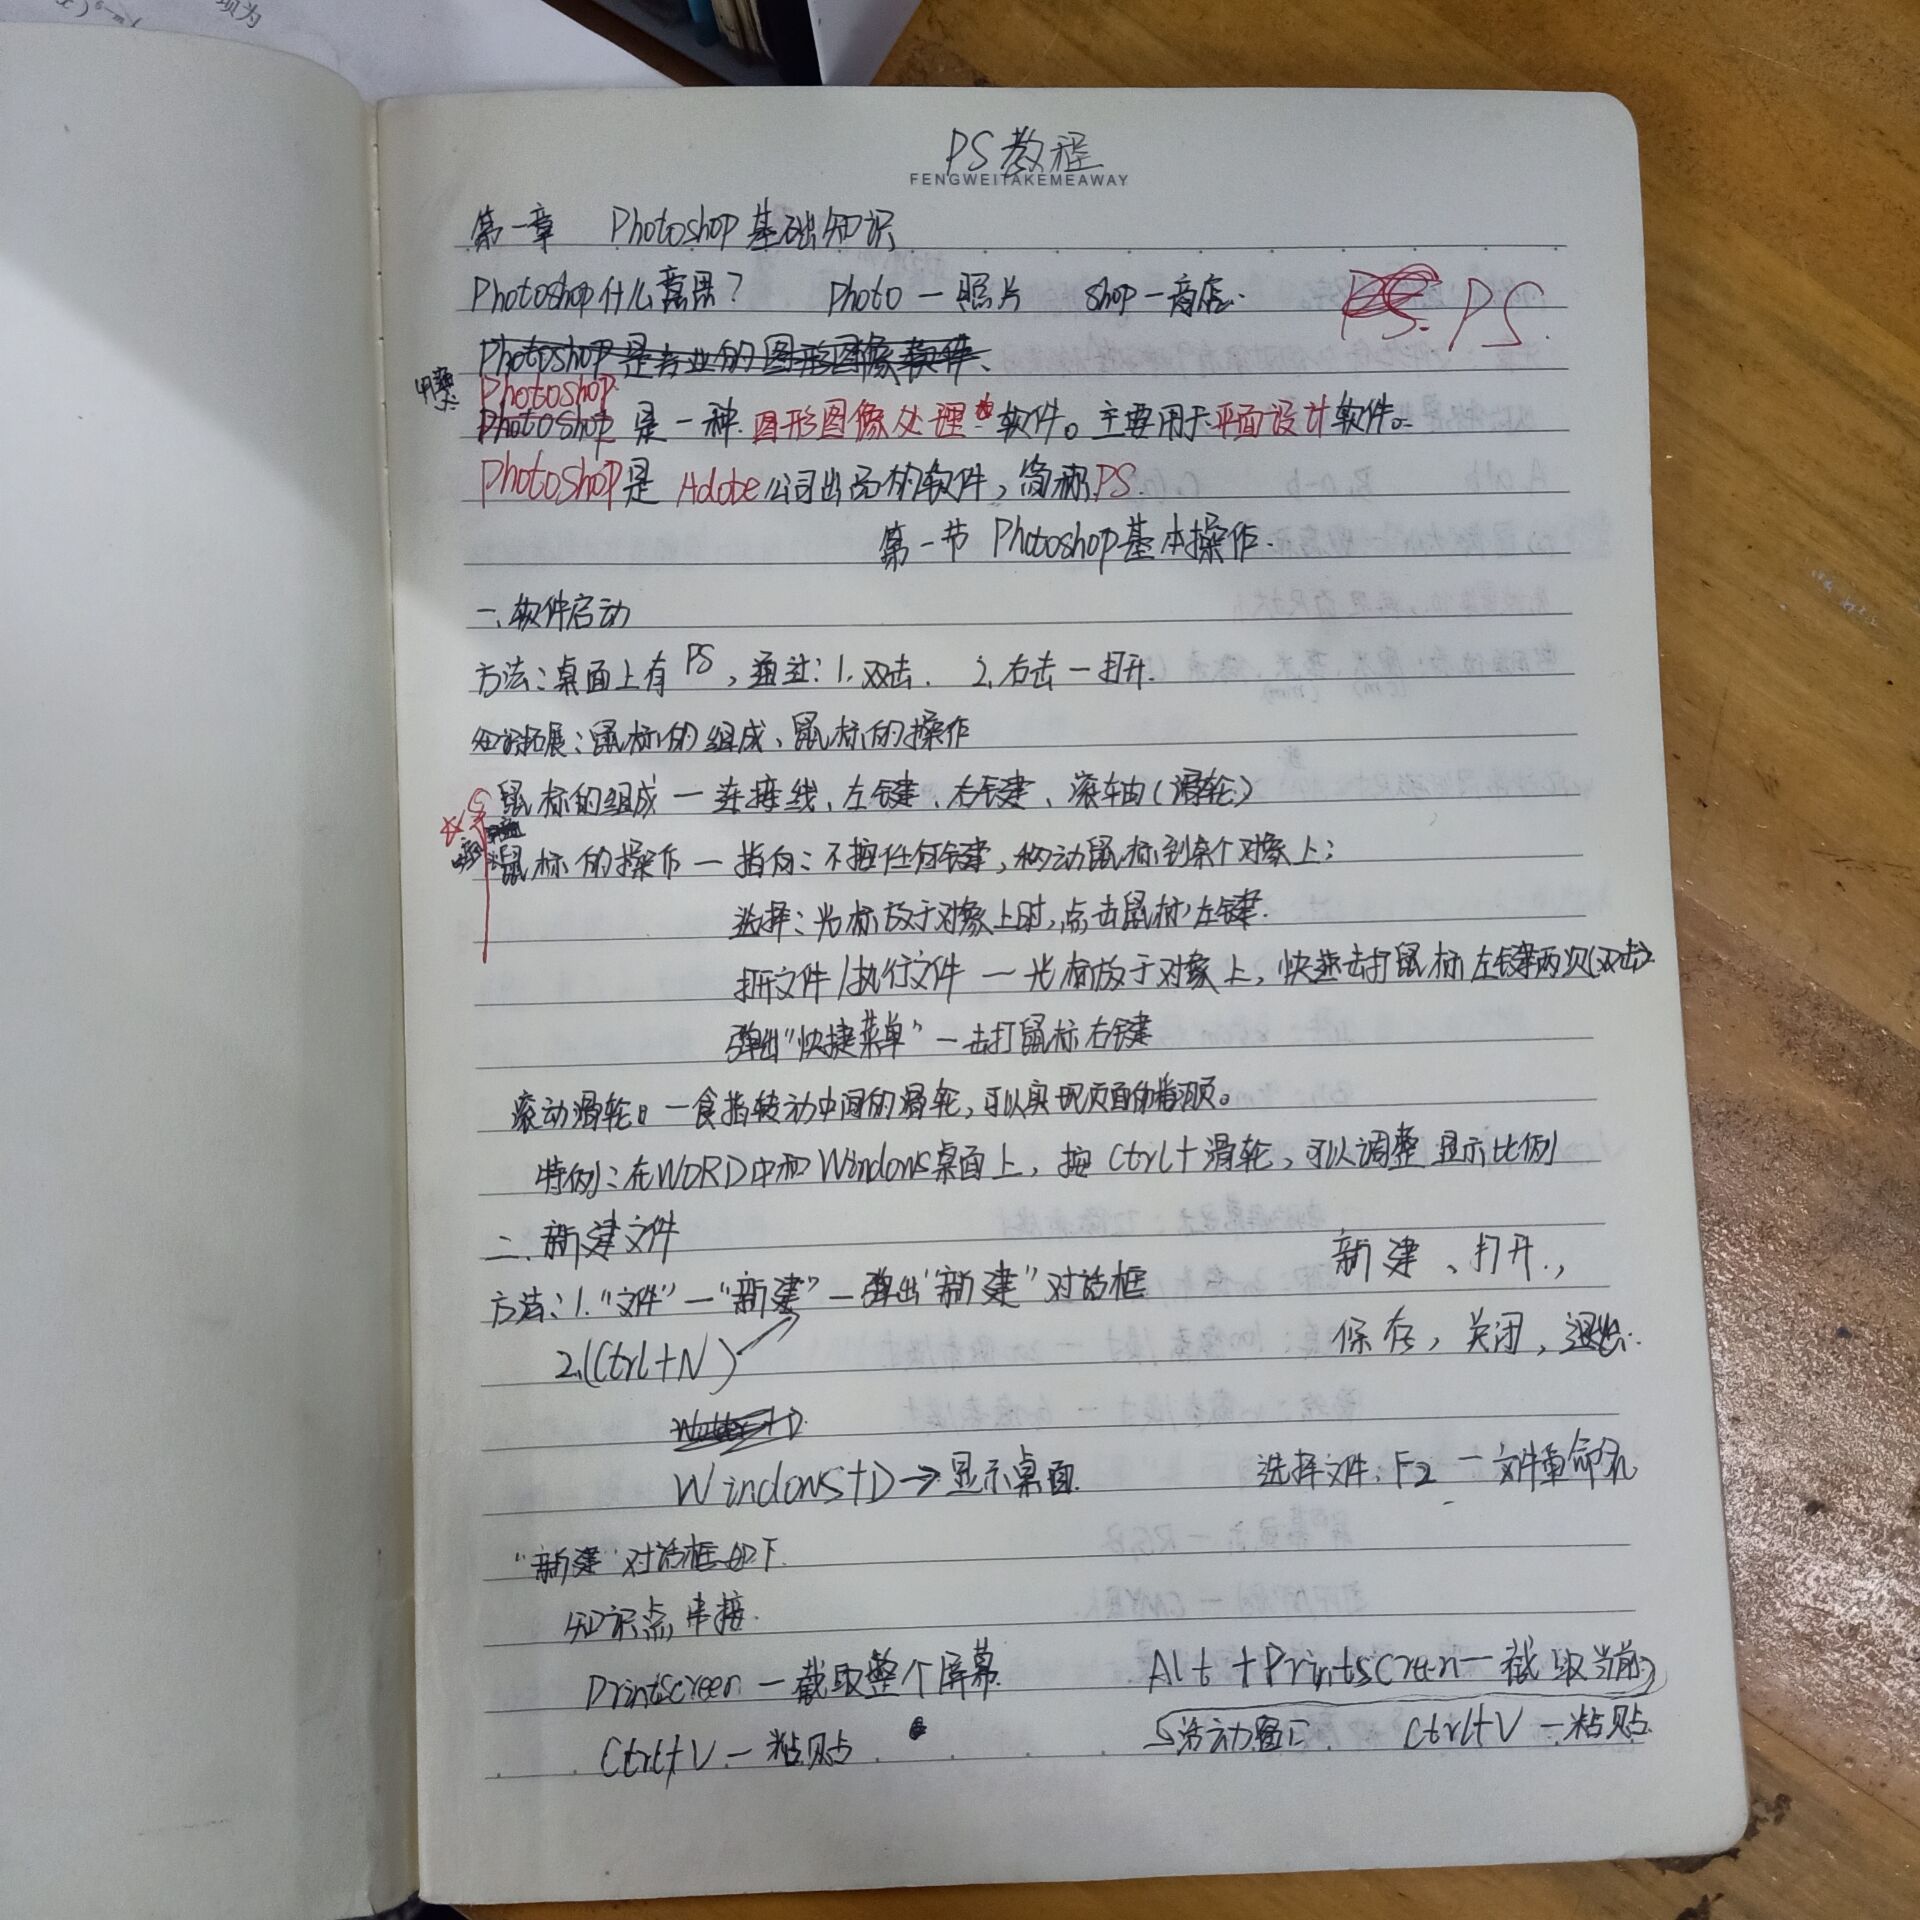 PS教程
FENGWEITAKEMEAWAY
第一章 Photoshop基础知识
Photoshop什么意思? Photo—照片 shop—商店.
PS. PS.
Photoshop是专业的图形图像软件.
Photoshop
Photoshop 是一种.图形图像处理 软件。主要用于平面设计软件。
Photoshop是 Adobe公司出品的软件,简称PS.
第一节 Photoshop基本操作.
一、软件启动
方法:桌面上有PS,通过:1.双击. 2.右击—打开.
知识拓展:鼠标的组成、鼠标的操作
鼠标的组成—连接线、左键、右键、滚轴(滑轮)
鼠标的操作—指向:不按任何键,移动鼠标到某个对象上;
选择:光标放于对象上时,点击鼠标左键.
打开文件/执行文件—光标放于对象上,快速击打鼠标左键两次(双击).
弹出"快捷菜单"—击打鼠标右键
滚动滑轮。—食指转动中间的滑轮,可以实现页面的翻页。
特例:在WORD中和Windows桌面上,按Ctrl+滑轮,可以调整显示比例
二.新建文件
新建、打开.,
方法:1."文件"—"新建"—弹出"新建"对话框
保存,关闭,退出.
2.(Ctrl+N)
Windows+D→显示桌面. 选择文件.F2—文件重命名
"新建"对话框如下.
知识点串接.
Printscreen—截取整个屏幕. Alt+Printscreen—截取当前
Ctrl+V—粘贴 活动窗口. Ctrl+V—粘贴.